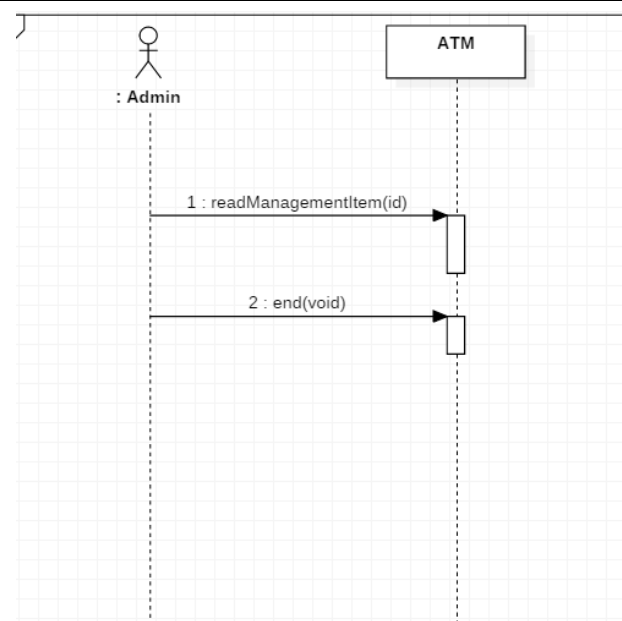 ATM
: Admin
1 : readManagementItem(id)
2 : end(void)